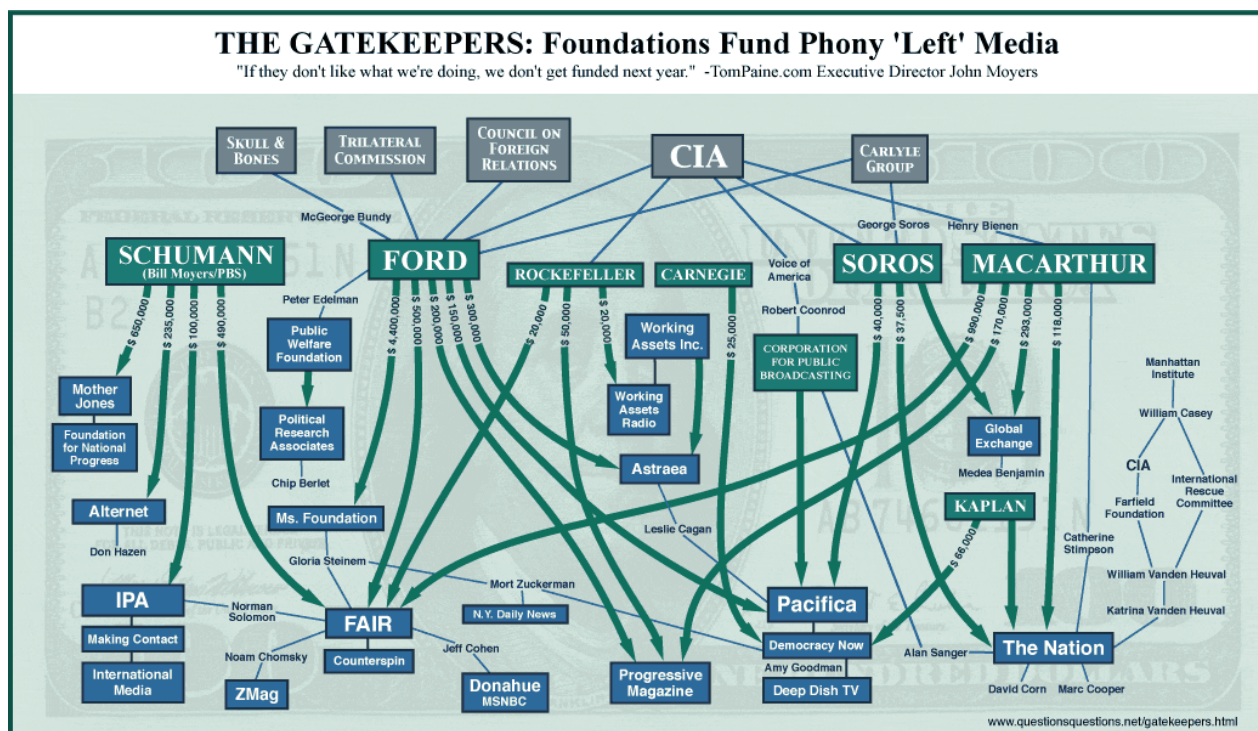 THE GATEKEEPERS: Foundations Fund Phony 'Left' Media
"If they don't like what we're doing, we don't get funded next year." -TomPaine.com Executive Director John Moyers
SKULL &
BONES
TRILATERAL
COMMISSION
COUNCIL ON
FOREIGN
RELATIONS
CIA
CARLYLE
GROUP
McGeorge Bundy
George Soros
Henry Bienen
SCHUMANN
(Bill Moyers/PBS)
FORD
ROCKEFELLER
CARNEGIE
Voice of
America
SOROS
MACARTHUR
Peter Edelman
Robert Coonrod
$ 650,000
$ 235,000
$ 100,000
$ 490,000
$ 4,400,000
$ 500,000
$ 200,000
$ 150,000
$ 300,000
$ 20,000
$ 50,000
$ 20,000
$ 25,000
$ 40,000
$ 37,500
$ 170,000
$ 293,000
$ 118,000
Public
Welfare
Foundation
Working
Assets Inc.
CORPORATION
FOR PUBLIC
BROADCASTING
Manhattan
Institute
Mother
Jones
Foundation
for National
Progress
Political
Research
Associates
Working
Assets
Radio
Global
Exchange
William Casey
Chip Berlet
Astraea
Medea Benjamin
CIA
International
Rescue
Committee
Alternet
Don Hazen
Ms. Foundation
Leslie Cagan
KAPLAN
$ 66,000
Farfield
Foundation
Catherine
Stimpson
Gloria Steinem
Mort Zuckerman
N.Y. Daily News
William Vanden Heuval
Katrina Vanden Heuval
IPA
Making Contact
International
Media
Norman
Solomon
FAIR
Counterspin
Noam Chomsky
ZMag
Jeff Cohen
Donahue
MSNBC
Progressive
Magazine
Pacifica
Democracy Now
Amy Goodman
Deep Dish TV
Alan Sanger
The Nation
David Corn
Marc Cooper
www.questionsquestions.net/gatekeepers.html